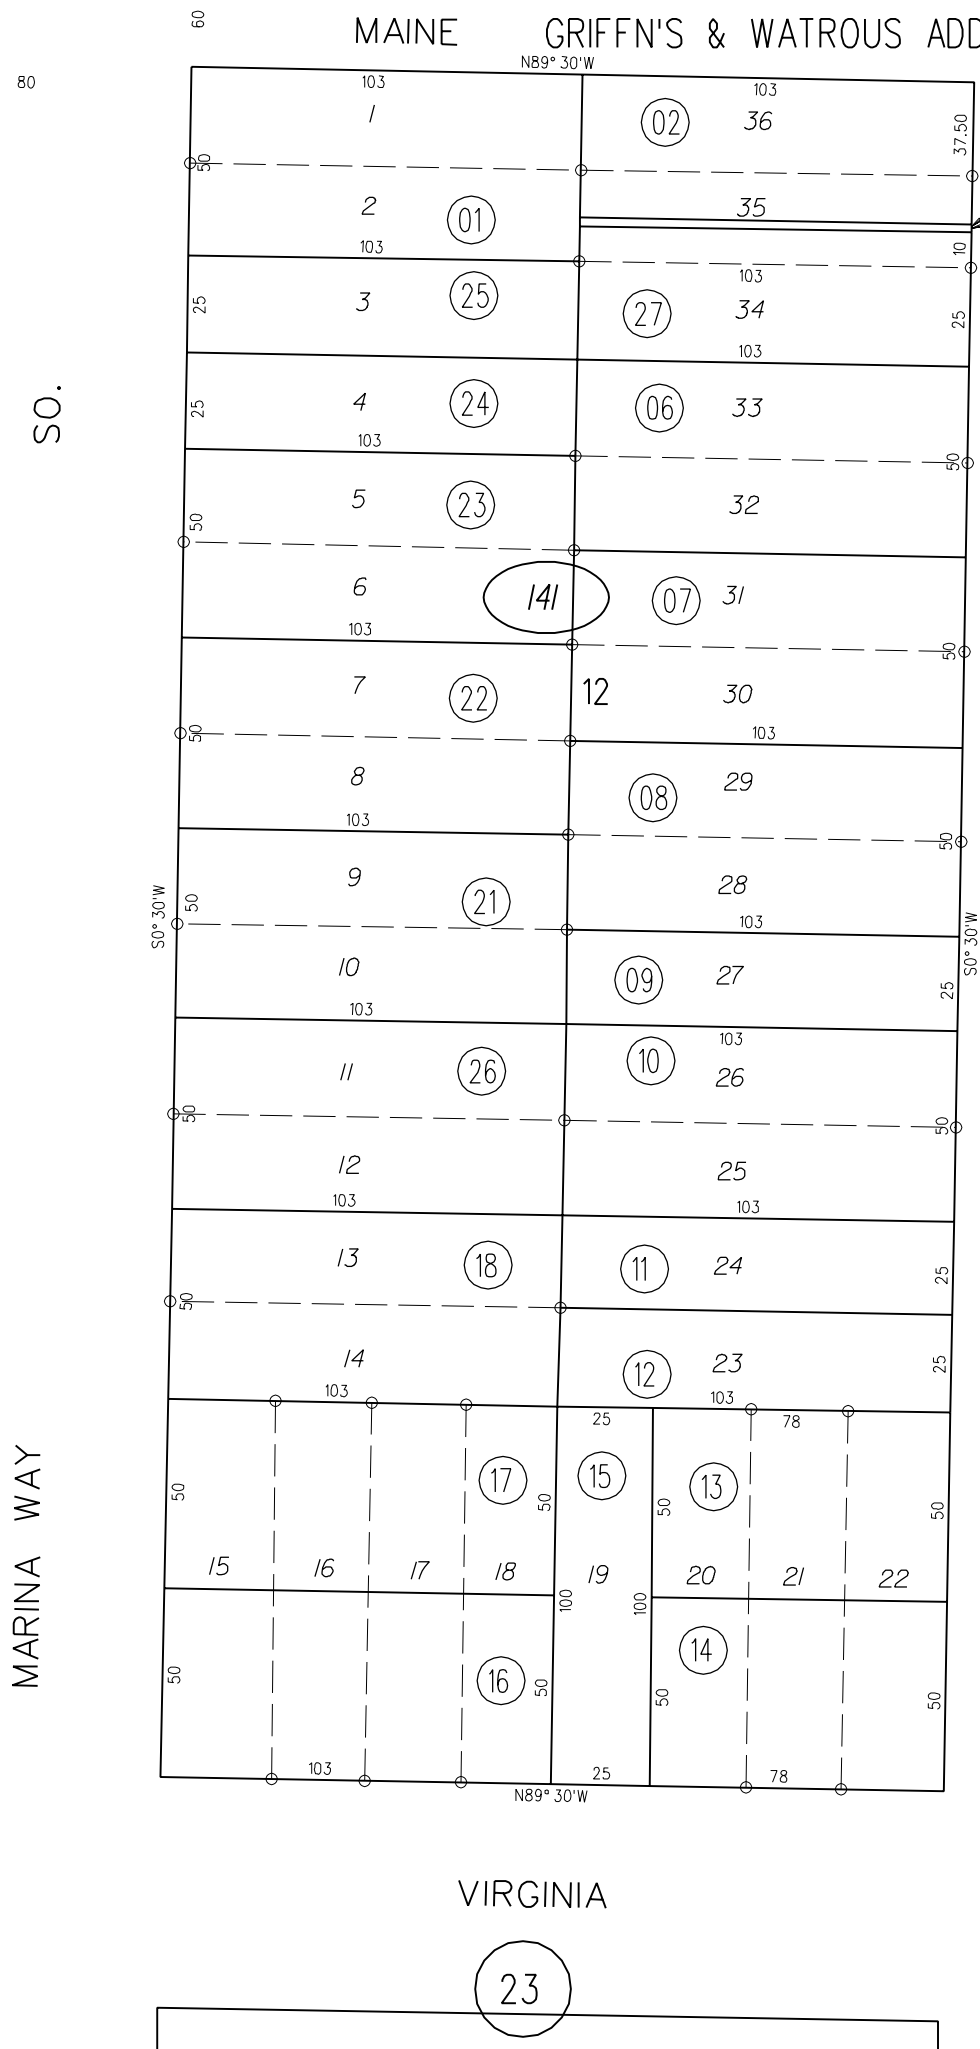 60
MAINE GRIFFN'S & WATROUS ADD
80
N89° 30'W
103 103
1 02 36 37.50
50
2 01 35
103 10
103
25 3 25 27 34 25
103
25 4 24 06 33
103 50
50 5 23 32
6 141 07 31
103 50
7 22 12 30
50 103
8 08 29
103 50
9 21 28
S0° 30'W 50 103 S0° 30'W
10 09 27 25
103 103
11 26 10 26
50 50
12 25
103 103
13 18 11 24 25
50
14 12 23 25
103 103
25 78
50 17 50 15 50 13 50
15 16 17 18 19 20 21 22
100 100
50 16 50 50 14 50
103 25 78
N89° 30'W
SO.
MARINA WAY
VIRGINIA
23